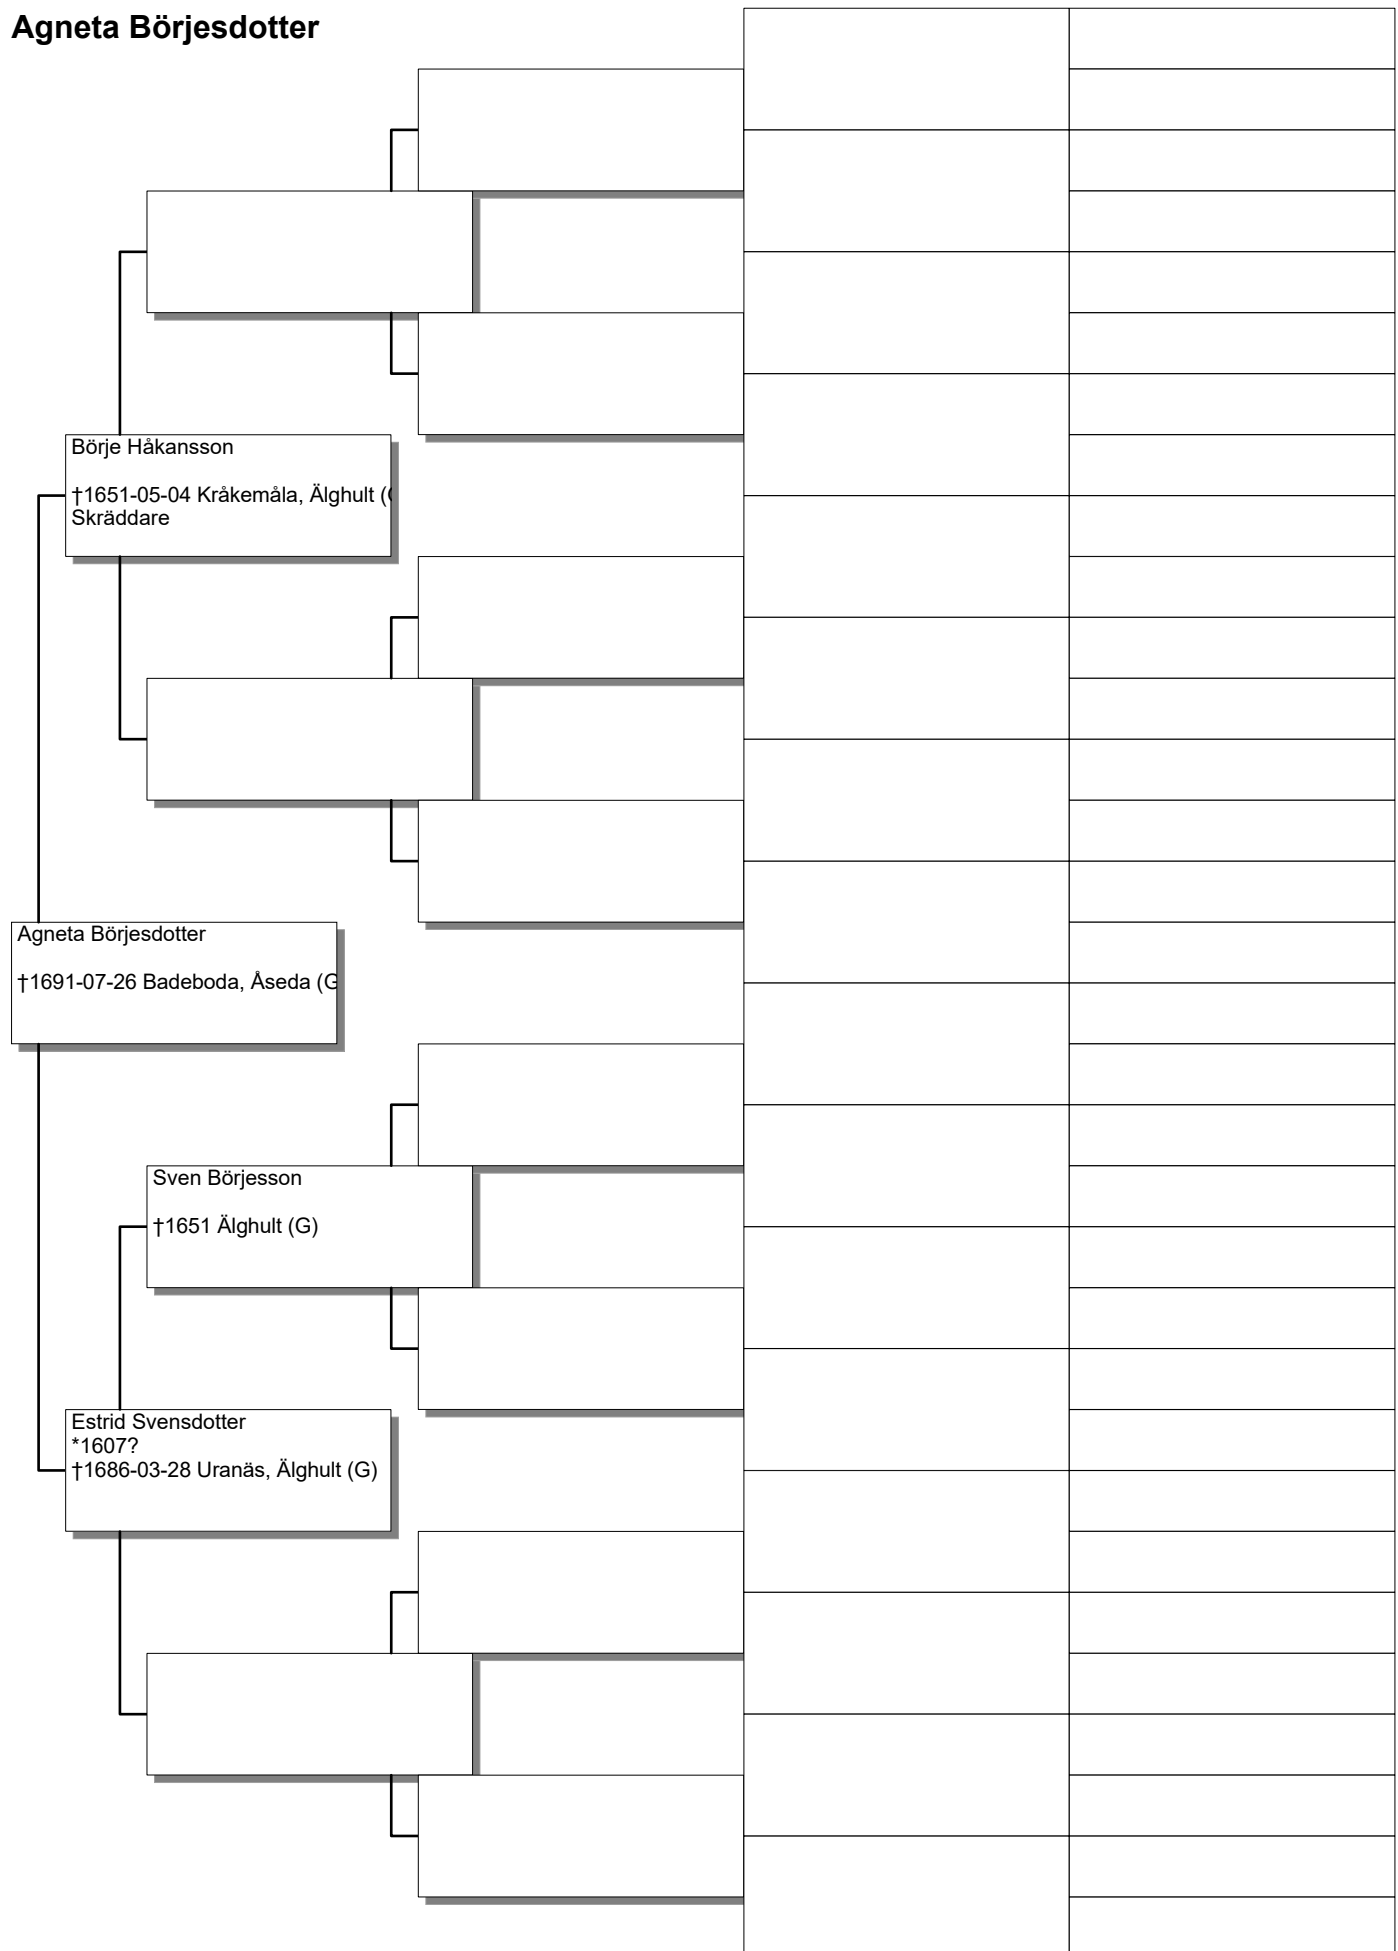 Agneta Börjesdotter
Börje Håkansson
†1651-05-04 Kråkemåla, Älghult (
Skräddare
Agneta Börjesdotter
†1691-07-26 Badeboda, Åseda (G
Sven Börjesson
†1651 Älghult (G)
Estrid Svensdotter
*1607?
†1686-03-28 Uranäs, Älghult (G)